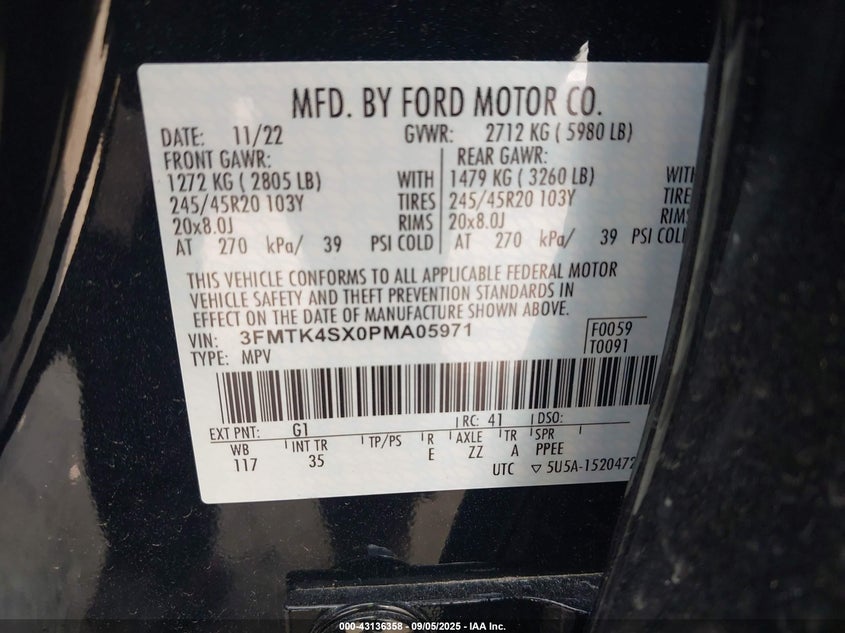 MFD. BY FORD MOTOR CO.
DATE: 11/22 GVWR: 2712 KG ( 5980 LB)
FRONT GAWR: REAR GAWR:
1272 KG ( 2805 LB) WITH 1479 KG ( 3260 LB)
245/45R20 103Y TIRES 245/45R20 103Y TIRE
20x8.0J RIMS 20x8.0J RIMS
AT 270 kPa/ 39 PSI COLD AT 270 kPa/ 39 PSI COL
THIS VEHICLE CONFORMS TO ALL APPLICABLE FEDERAL MOTOR
VEHICLE SAFETY AND THEFT PREVENTION STANDARDS IN
EFFECT ON THE DATE OF MANUFACTURE SHOWN ABOVE.
VIN: 3FMTK4SX0PMA05971 F0059
TYPE: MPV T0091
EXT PNT: G1 RC: 41 DSO:
WB INT TR TP/PS R AXLE TR SPR
117 35 E ZZ A PPEE
UTC ▽ 5U5A-1520472
000-43136358 - 09/05/2025 - IAA Inc.